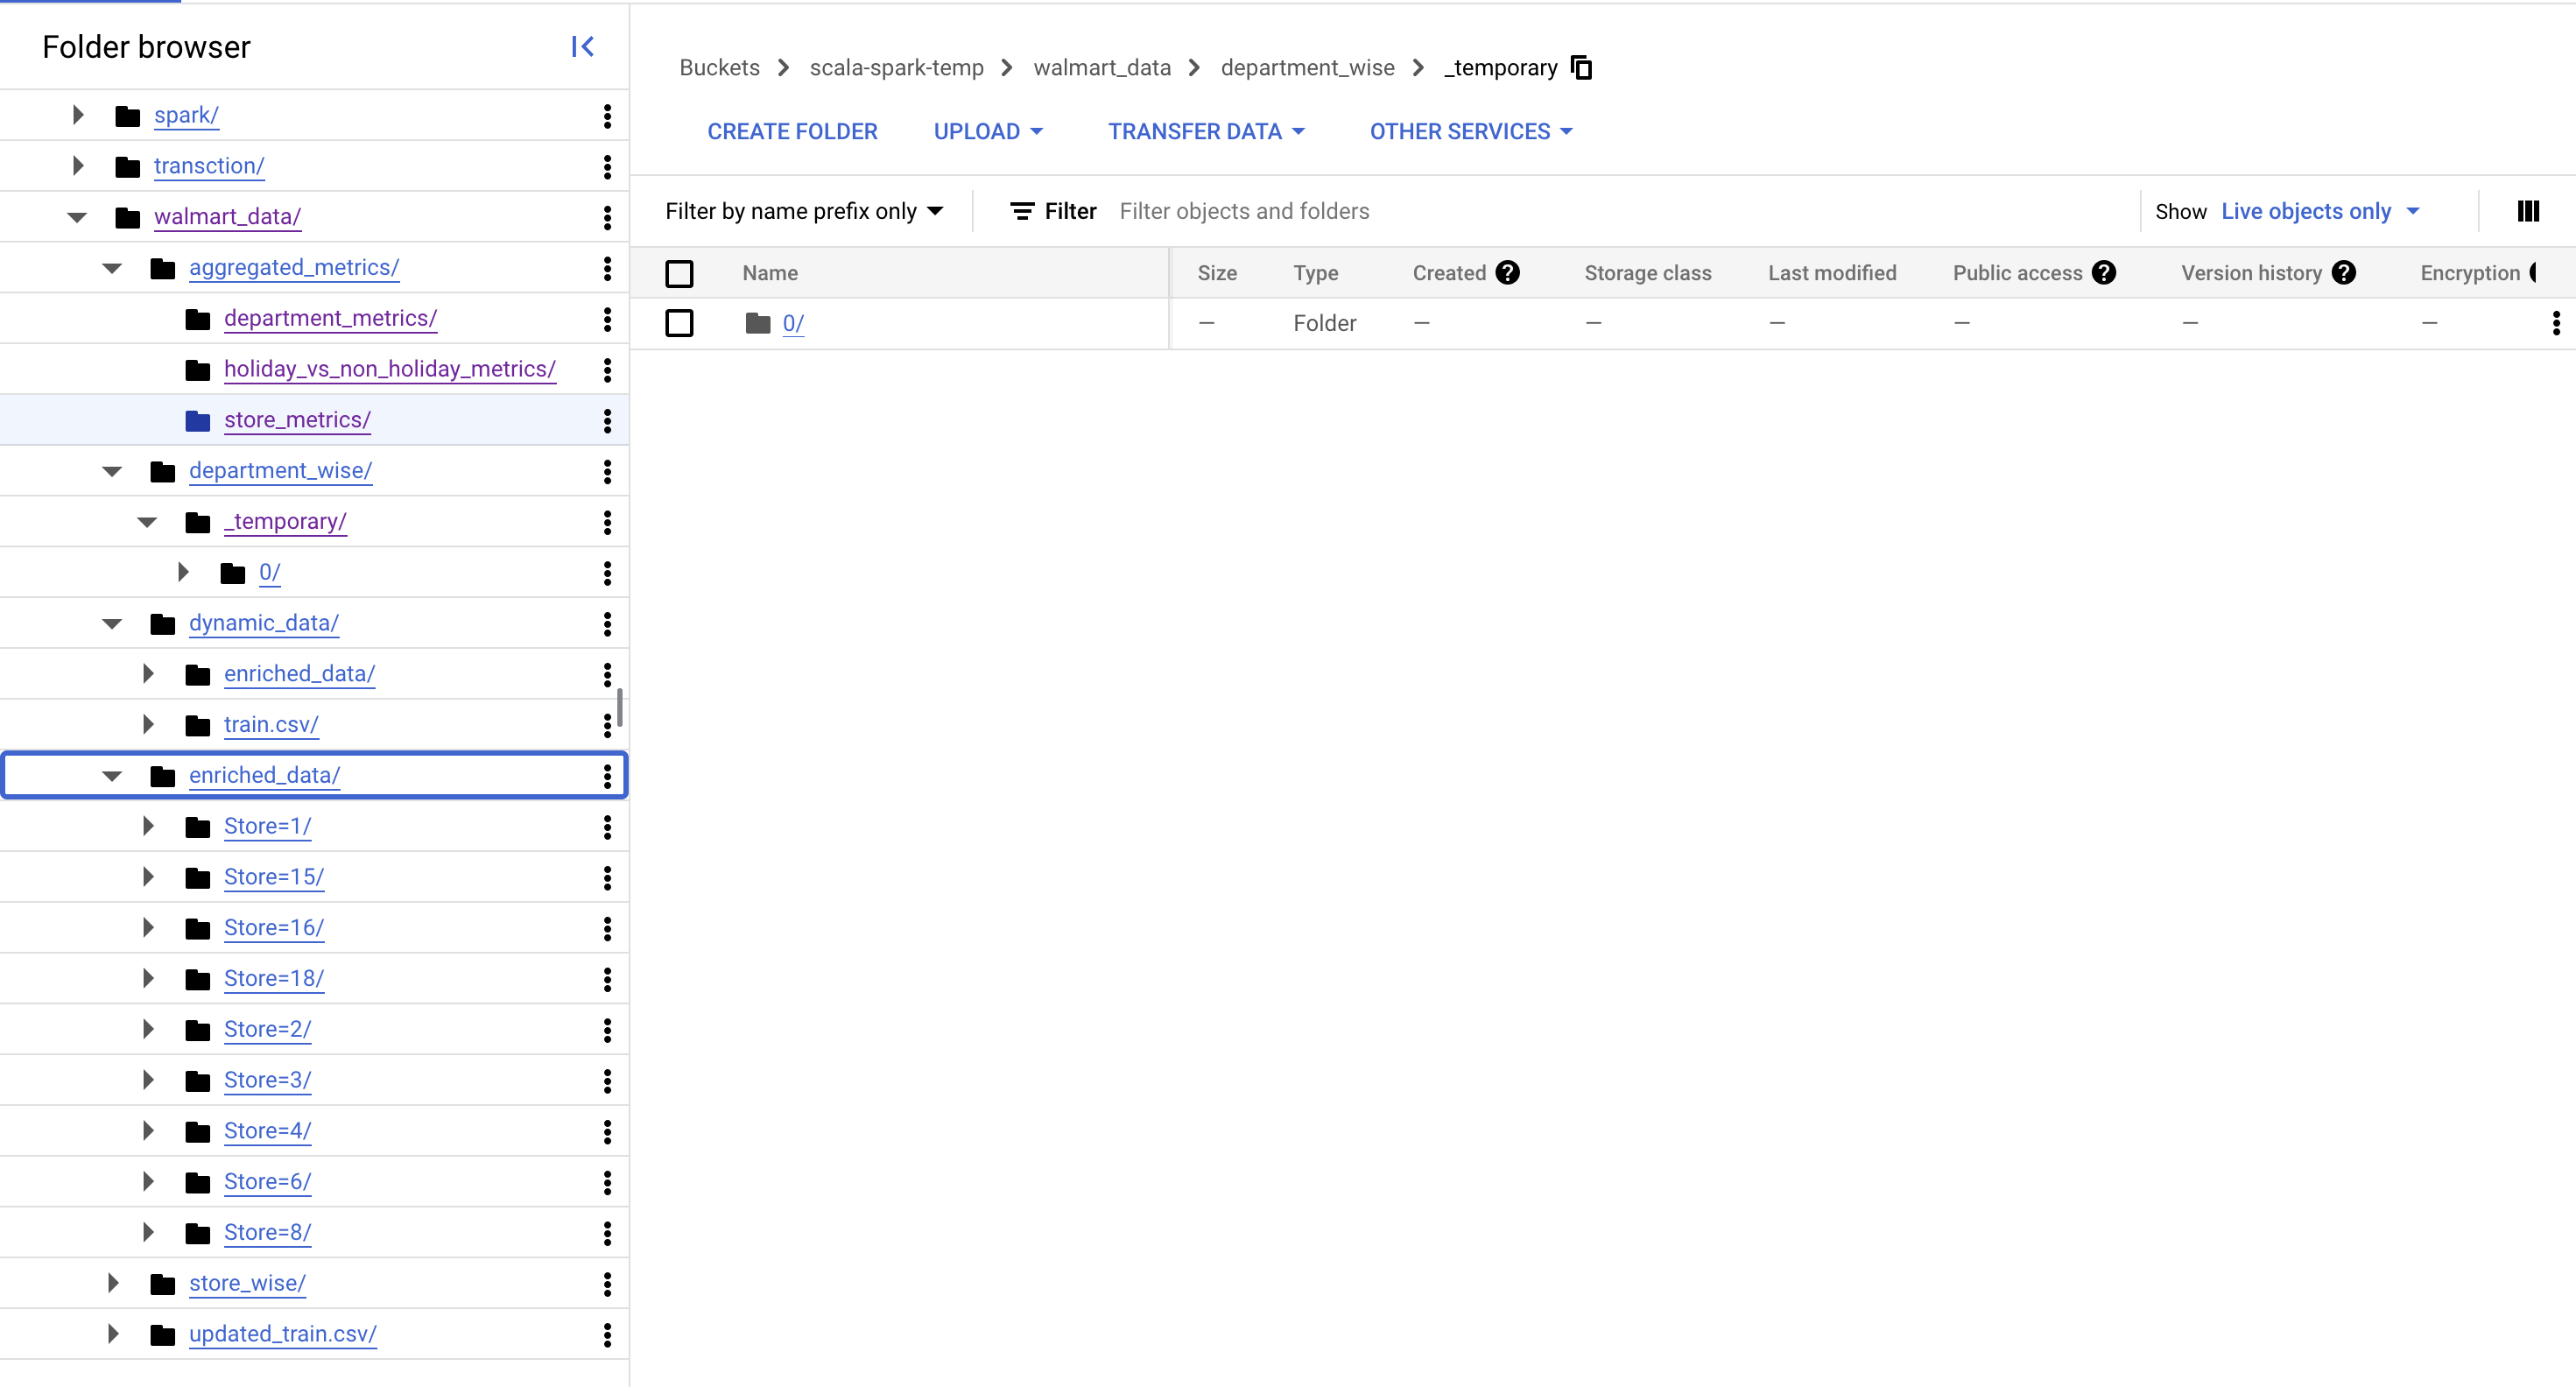 Folder browser
spark/
transction/
walmart_data/
aggregated_metrics/
department_metrics/
holiday_vs_non_holiday_metrics/
store_metrics/
department_wise/
_temporary/
0/
dynamic_data/
enriched_data/
train.csv/
enriched_data/
Store=1/
Store=15/
Store=16/
Store=18/
Store=2/
Store=3/
Store=4/
Store=6/
Store=8/
store_wise/
updated_train.csv/
Buckets > scala-spark-temp > walmart_data > department_wise > _temporary
CREATE FOLDER UPLOAD TRANSFER DATA OTHER SERVICES
Filter by name prefix only Filter Filter objects and folders Show Live objects only
Name Size Type Created Storage class Last modified Public access Version history Encryption
0/ — Folder — — — — — —